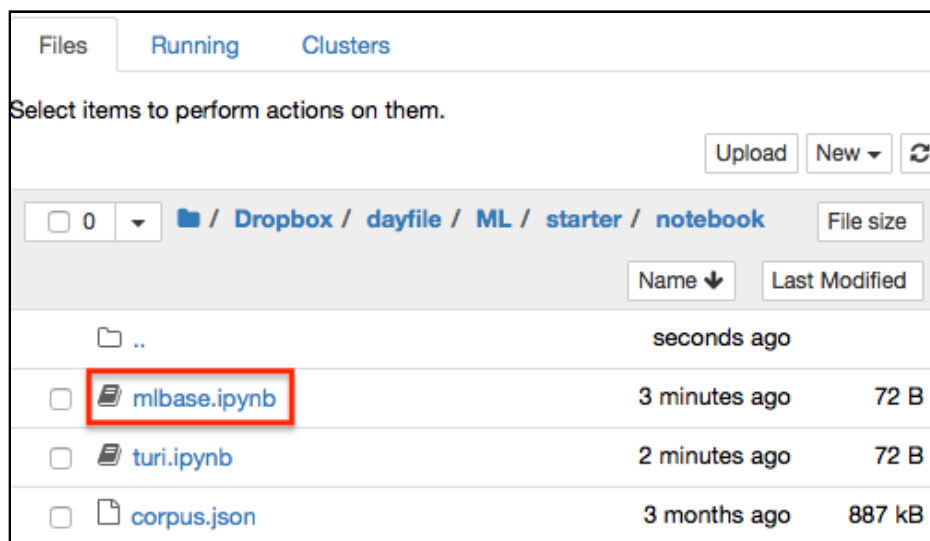 Files Running Clusters
Select items to perform actions on them.
Upload New
0 / Dropbox / dayfile / ML / starter / notebook File size
Name Last Modified
.. seconds ago
mlbase.ipynb 3 minutes ago 72 B
turi.ipynb 2 minutes ago 72 B
corpus.json 3 months ago 887 kB